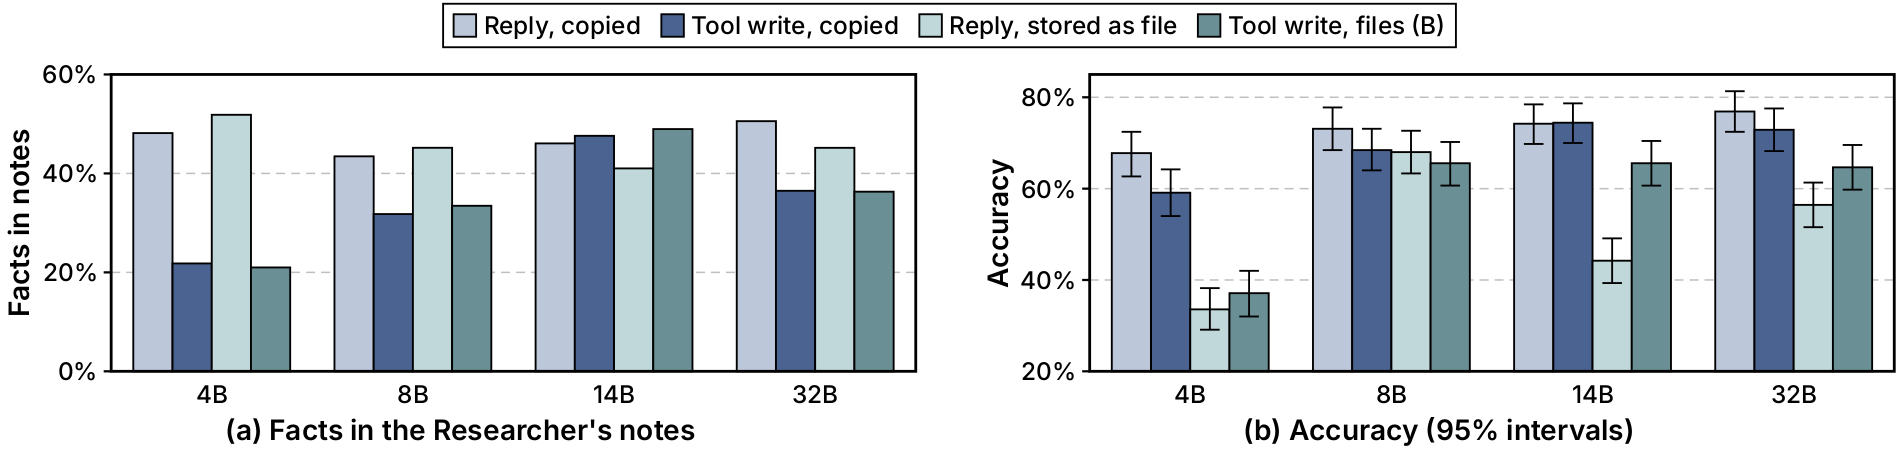 Reply, copied Tool write, copied Reply, stored as file Tool write, files (B)
Facts in notes
60%
40%
20%
0%
4B 8B 14B 32B
(a) Facts in the Researcher's notes
Accuracy
80%
60%
40%
20%
4B 8B 14B 32B
(b) Accuracy (95% intervals)